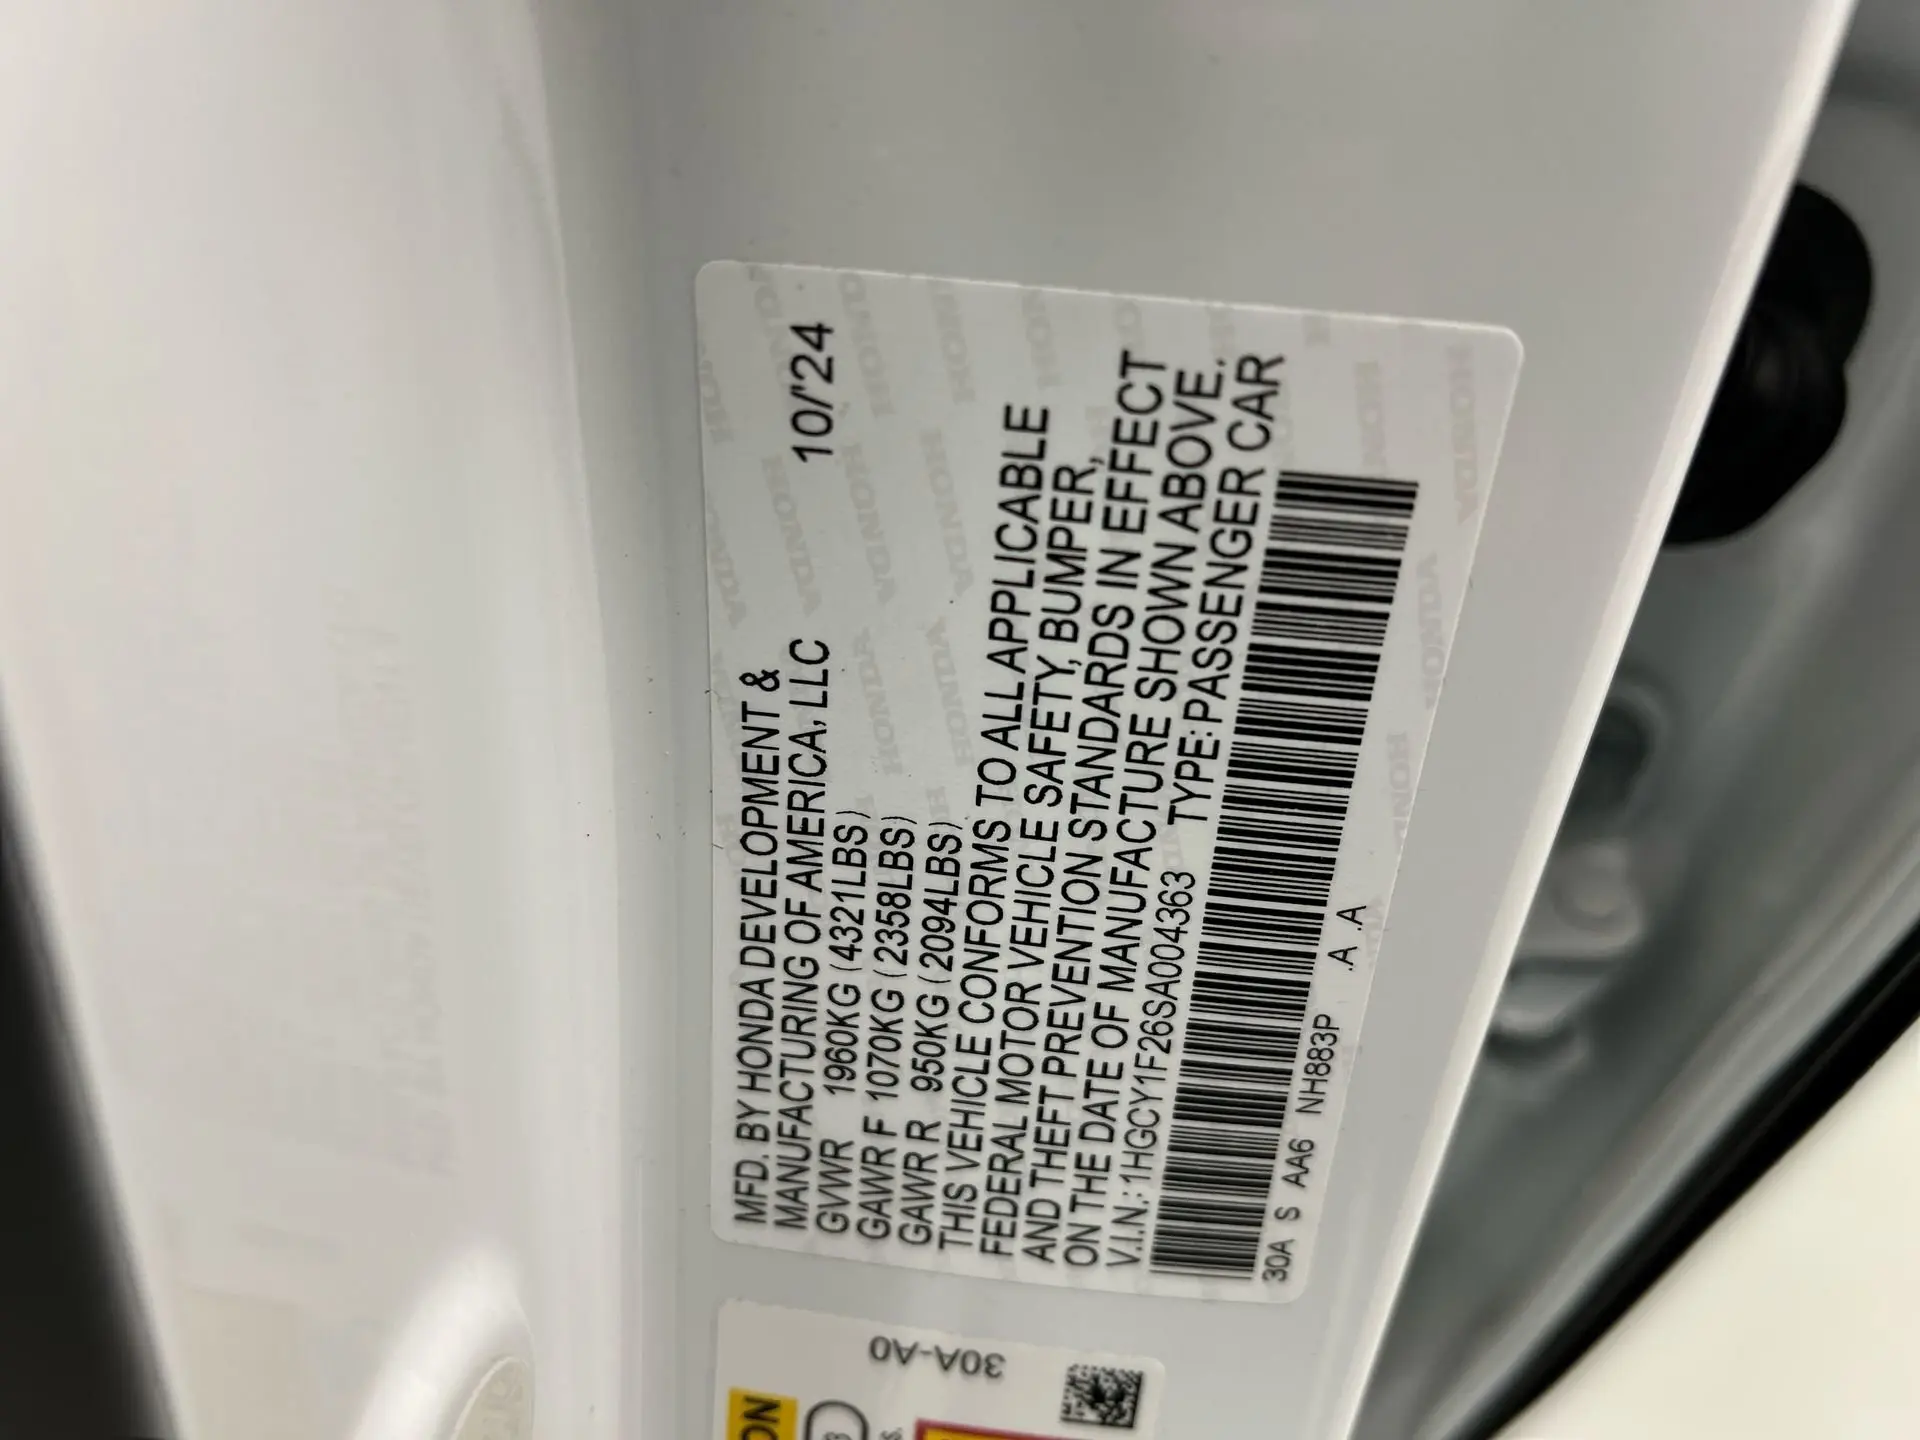 MFD. BY HONDA DEVELOPMENT &
MANUFACTURING OF AMERICA, LLC 10/'24
GVWR 1960KG (4321LBS)
GAWR F 1070KG (2358LBS)
GAWR R 950KG (2094LBS)
THIS VEHICLE CONFORMS TO ALL APPLICABLE
FEDERAL MOTOR VEHICLE SAFETY, BUMPER,
AND THEFT PREVENTION STANDARDS IN EFFECT
ON THE DATE OF MANUFACTURE SHOWN ABOVE.
V.I.N.: 1HGCY1F26SA004363 TYPE: PASSENGER CAR
30A S AA6 NH883P .A .A
30A-A0